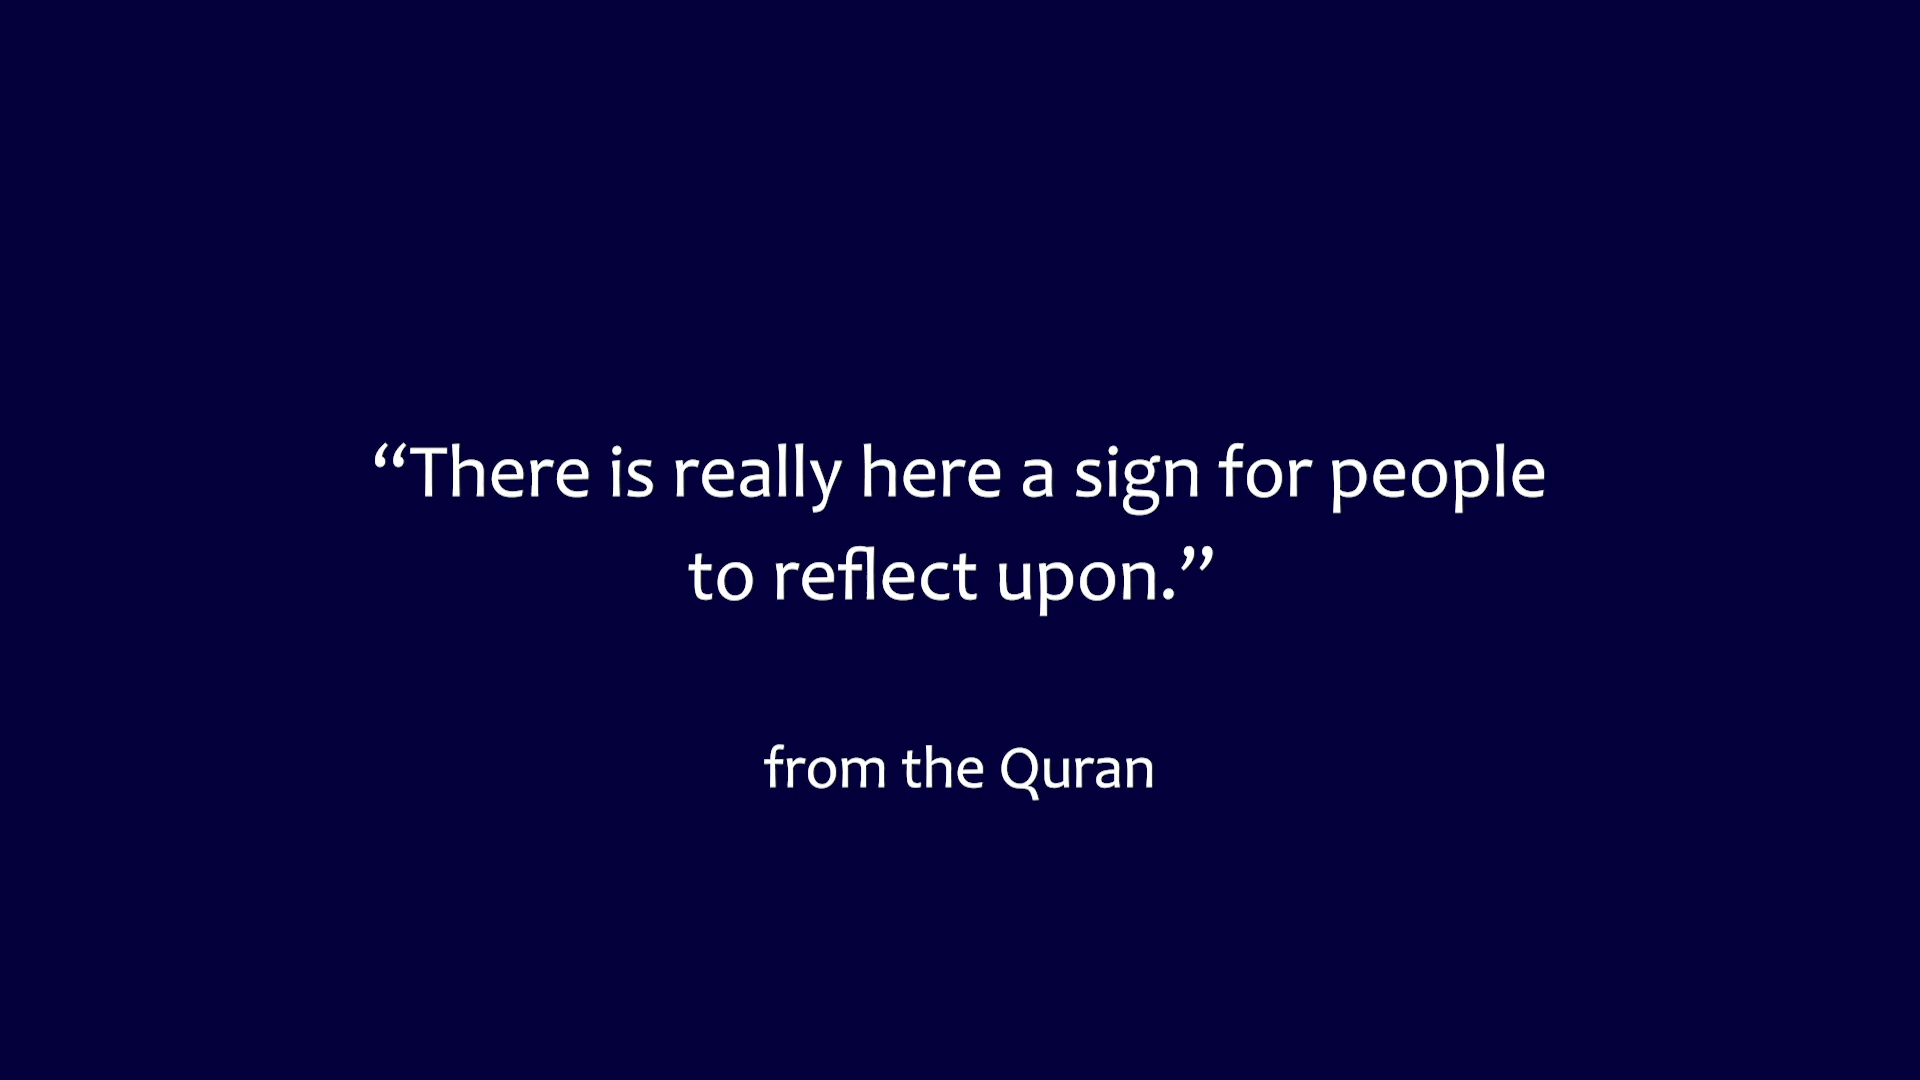 “There is really here a sign for people
to reflect upon.”
from the Quran